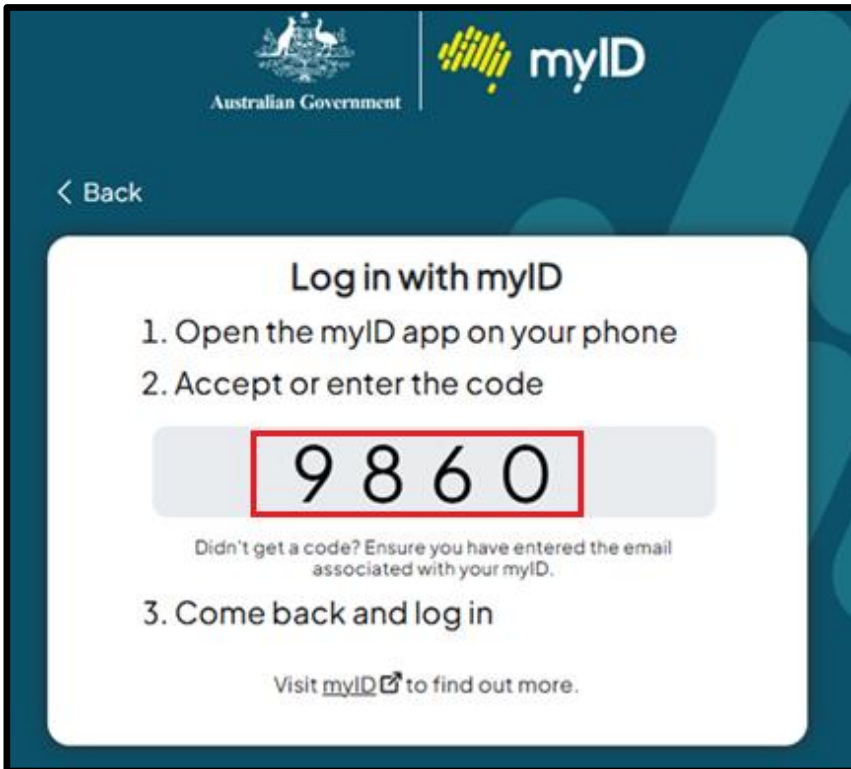 Australian Government
myID
< Back
Log in with myID
1. Open the myID app on your phone
2. Accept or enter the code
9 8 6 0
Didn't get a code? Ensure you have entered the email
associated with your myID.
3. Come back and log in
Visit myID to find out more.